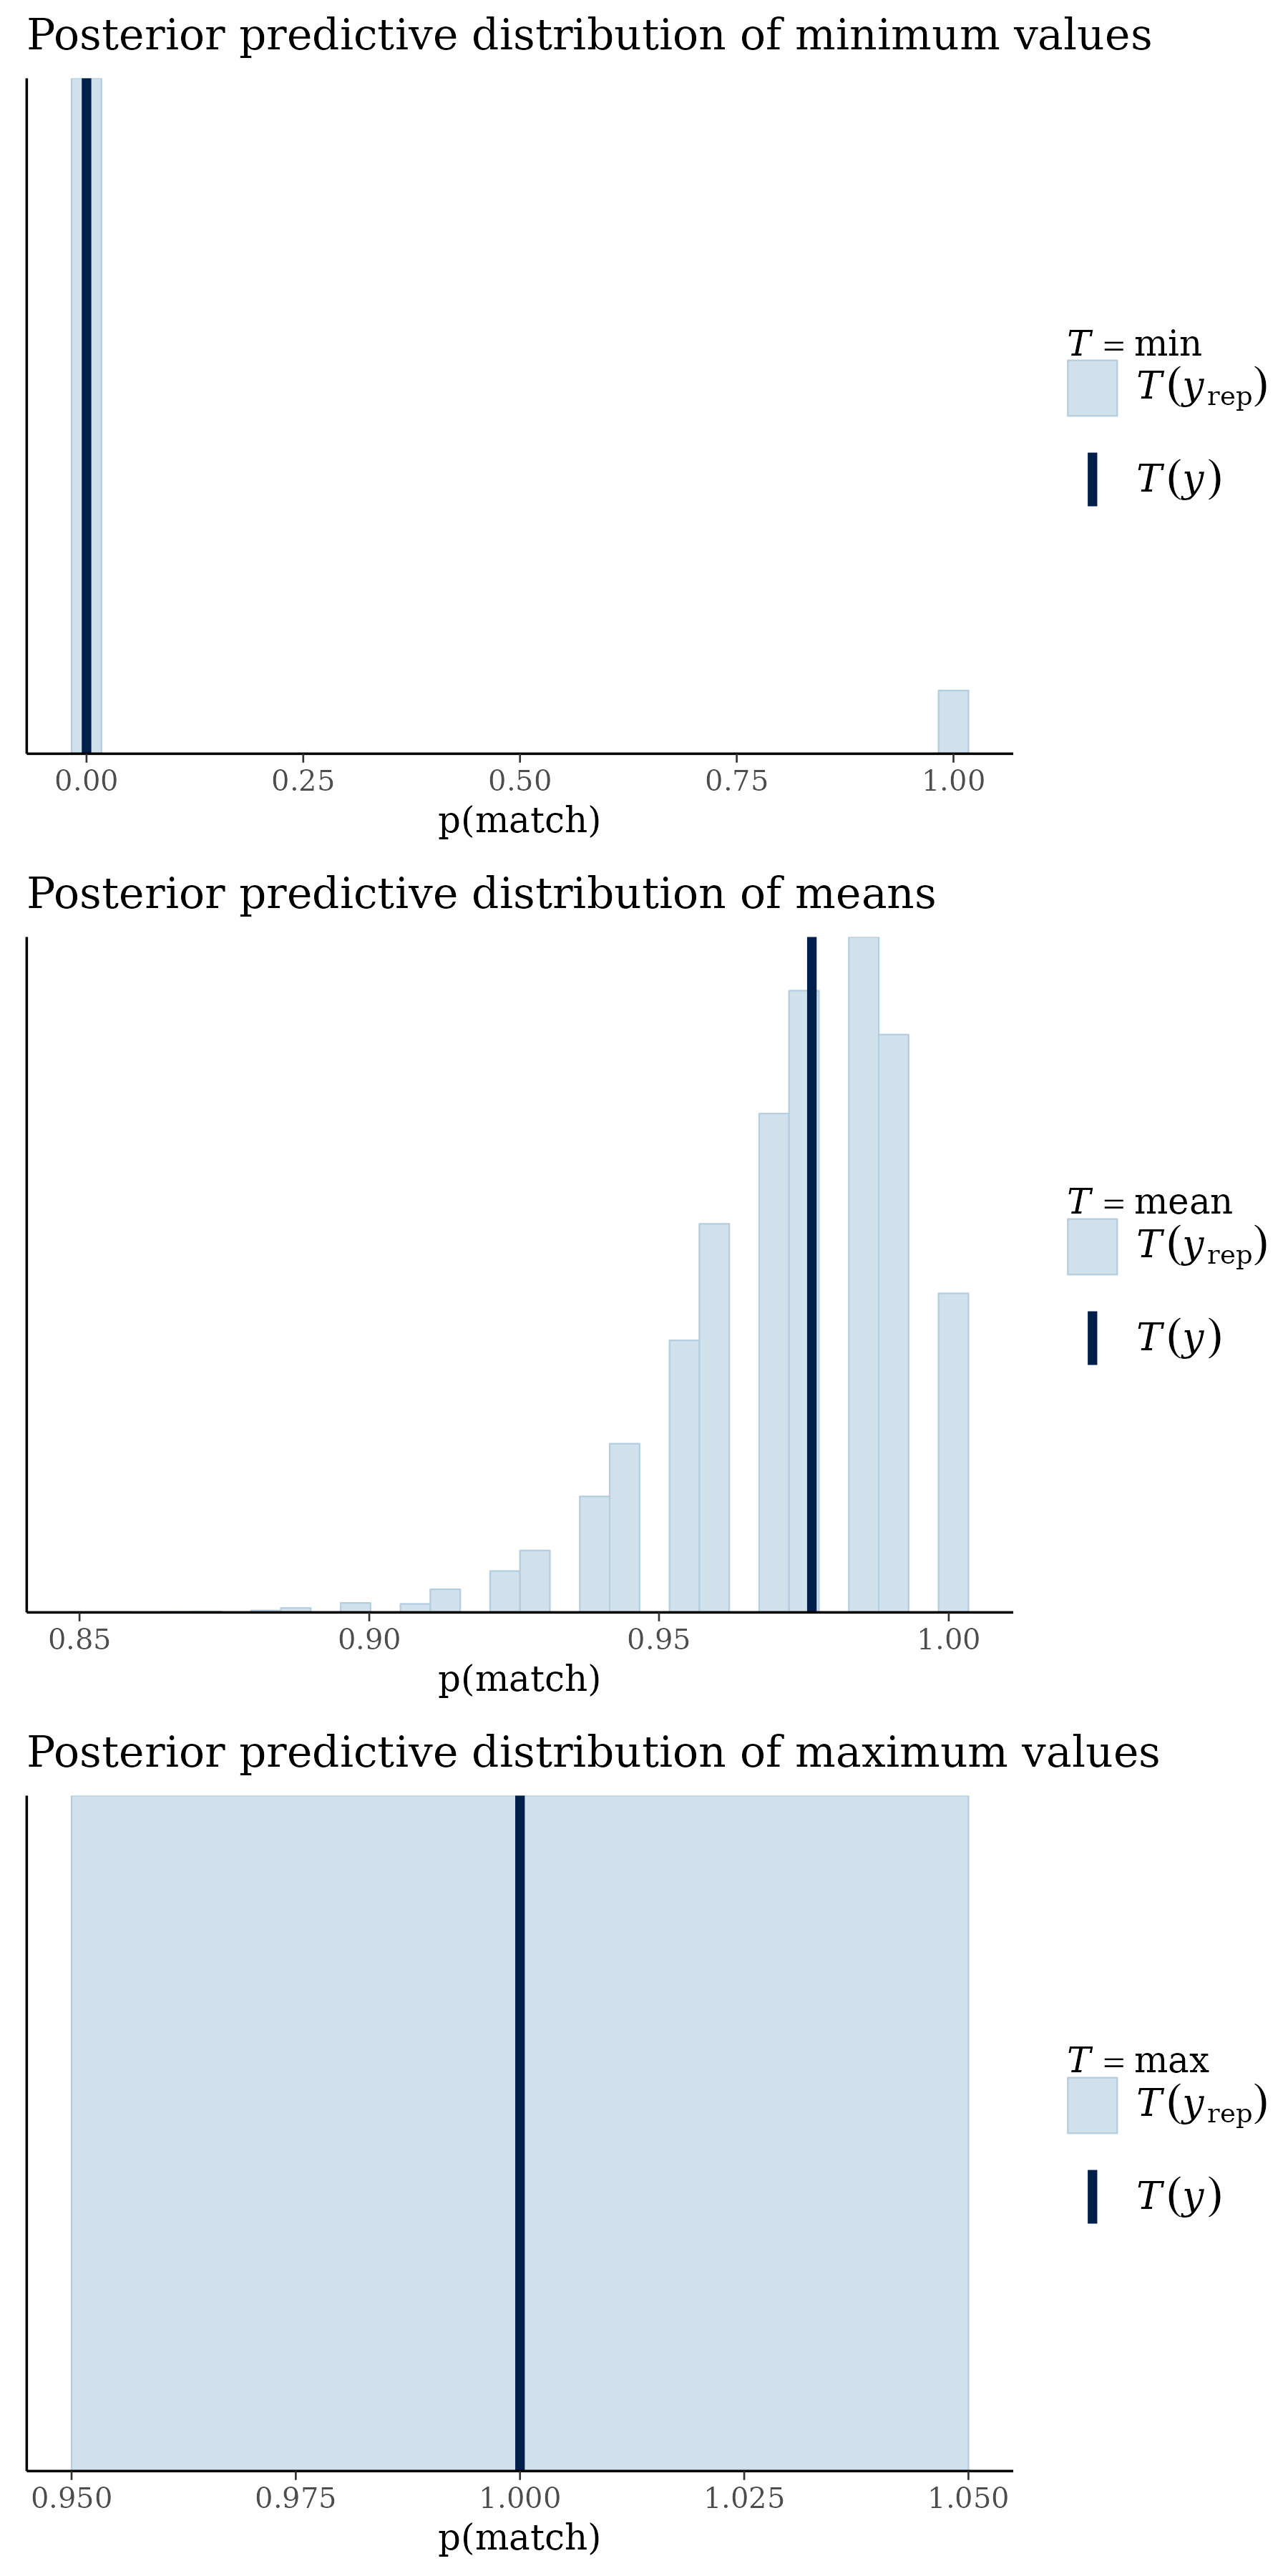 Posterior predictive distribution of minimum values
T = min
T(yrep)
T(y)
0.00 0.25 0.50 0.75 1.00
p(match)
Posterior predictive distribution of means
T = mean
T(yrep)
T(y)
0.85 0.90 0.95 1.00
p(match)
Posterior predictive distribution of maximum values
T = max
T(yrep)
T(y)
0.950 0.975 1.000 1.025 1.050
p(match)